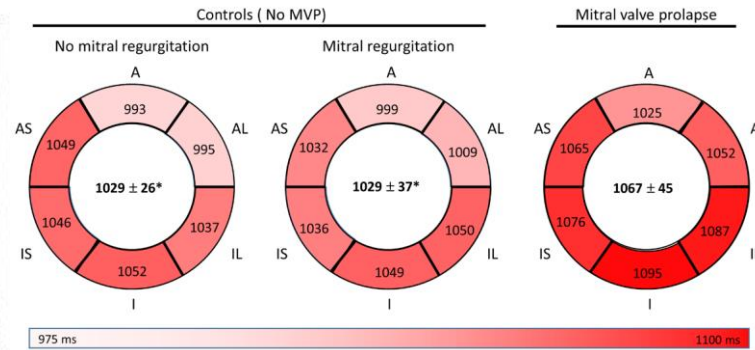 Controls ( No MVP)
Mitral valve prolapse
No mitral regurgitation
Mitral regurgitation
A
993
AS
1049
AL
995
1029 ± 26*
1046
IS
1037
IL
1052
I
A
999
AS
1032
AL
1009
1029 ± 37*
1036
IS
1050
IL
1049
I
A
1025
AS
1065
1052
1067 ± 45
1076
IS
1087
1095
I
975 ms
1100 ms